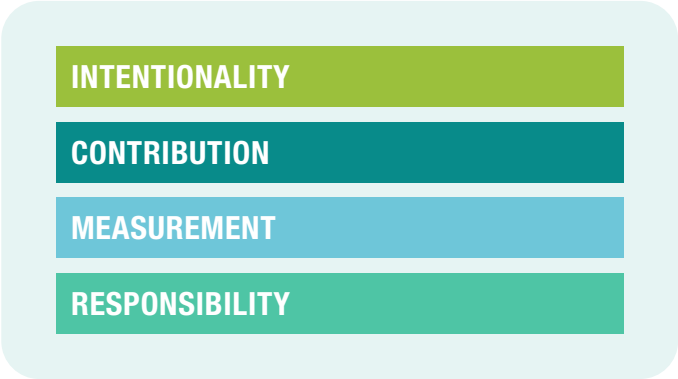 INTENTIONALITY
CONTRIBUTION
MEASUREMENT
RESPONSIBILITY